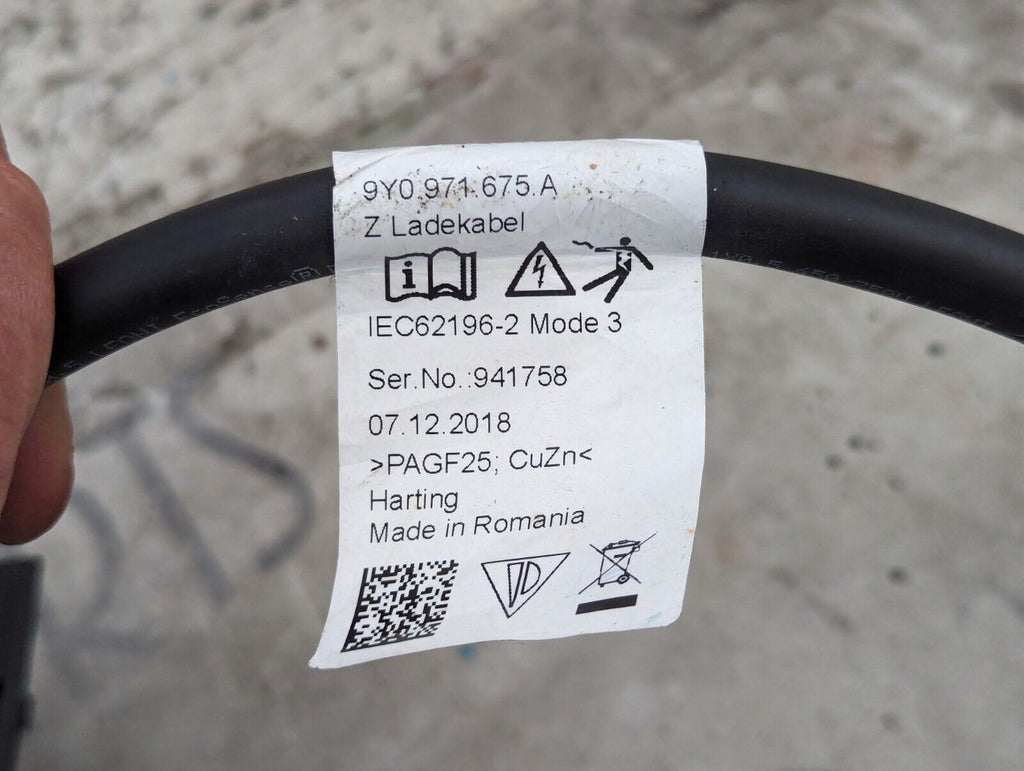 9Y0.971.675.A
Z Ladekabel
IEC62196-2 Mode 3
Ser.No.:941758
07.12.2018
>PAGF25; CuZn<
Harting
Made in Romania